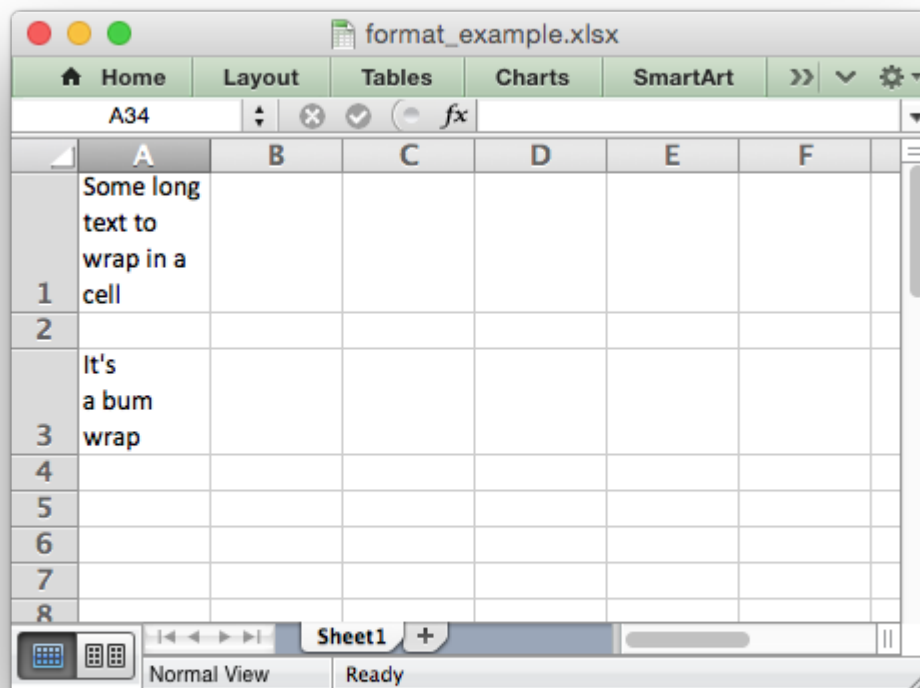 format_example.xlsx
Home Layout Tables Charts SmartArt
A34 fx
A B C D E F
1 Some long
text to
wrap in a
cell
2
3 It's
a bum
wrap
4
5
6
7
8
Sheet1 +
Normal View Ready